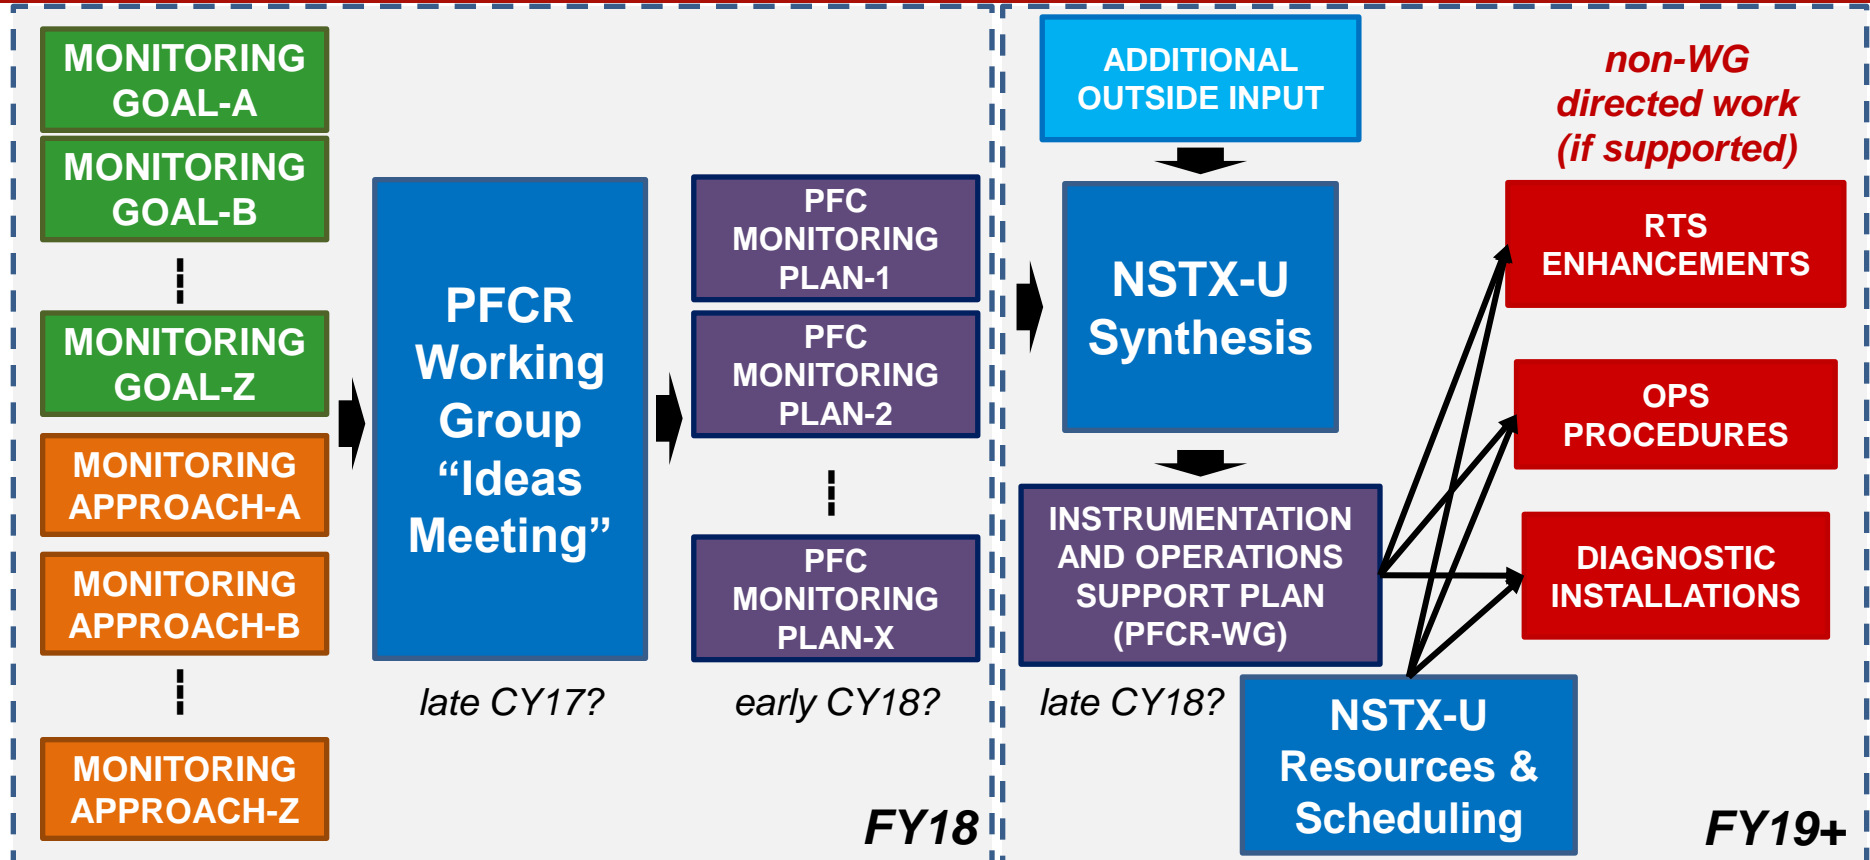 MONITORING
GOAL-A
MONITORING
GOAL-B
MONITORING
GOAL-Z
MONITORING
APPROACH-A
MONITORING
APPROACH-B
MONITORING
APPROACH-Z
PFCR
Working
Group
“Ideas
Meeting”
late CY17?
PFC
MONITORING
PLAN-1
PFC
MONITORING
PLAN-2
PFC
MONITORING
PLAN-X
early CY18?
FY18
ADDITIONAL
OUTSIDE INPUT
NSTX-U
Synthesis
INSTRUMENTATION
AND OPERATIONS
SUPPORT PLAN
(PFCR-WG)
late CY18?
NSTX-U
Resources &
Scheduling
non-WG
directed work
(if supported)
RTS
ENHANCEMENTS
OPS
PROCEDURES
DIAGNOSTIC
INSTALLATIONS
FY19+